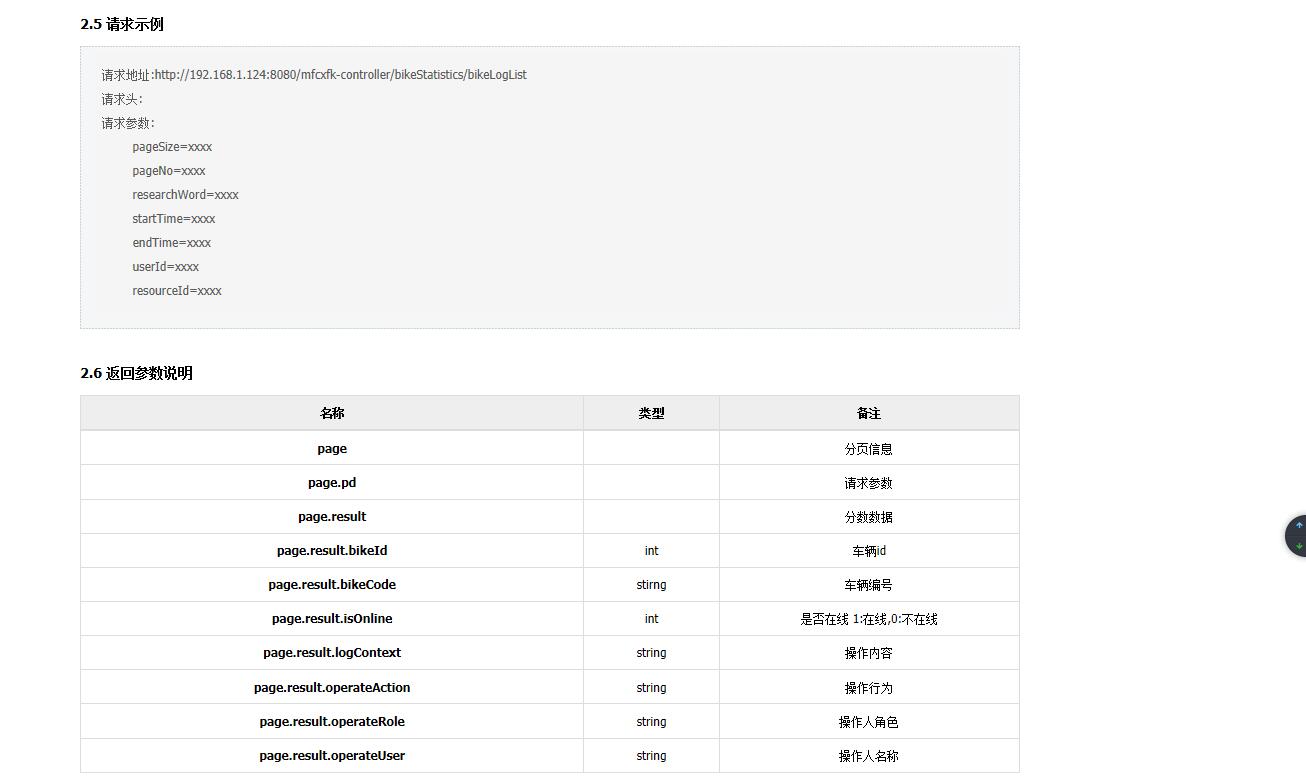 2.5 请求示例
请求地址:http://192.168.1.124:8080/mfcxfk-controller/bikeStatistics/bikeLogList
请求头：
请求参数：
pageSize=xxxx
pageNo=xxxx
researchWord=xxxx
startTime=xxxx
endTime=xxxx
userId=xxxx
resourceId=xxxx
2.6 返回参数说明
名称 类型 备注
page 分页信息
page.pd 请求参数
page.result 分数数据
page.result.bikeId int 车辆id
page.result.bikeCode stirng 车辆编号
page.result.isOnline int 是否在线 1:在线,0:不在线
page.result.logContext string 操作内容
page.result.operateAction string 操作行为
page.result.operateRole string 操作人角色
page.result.operateUser string 操作人名称